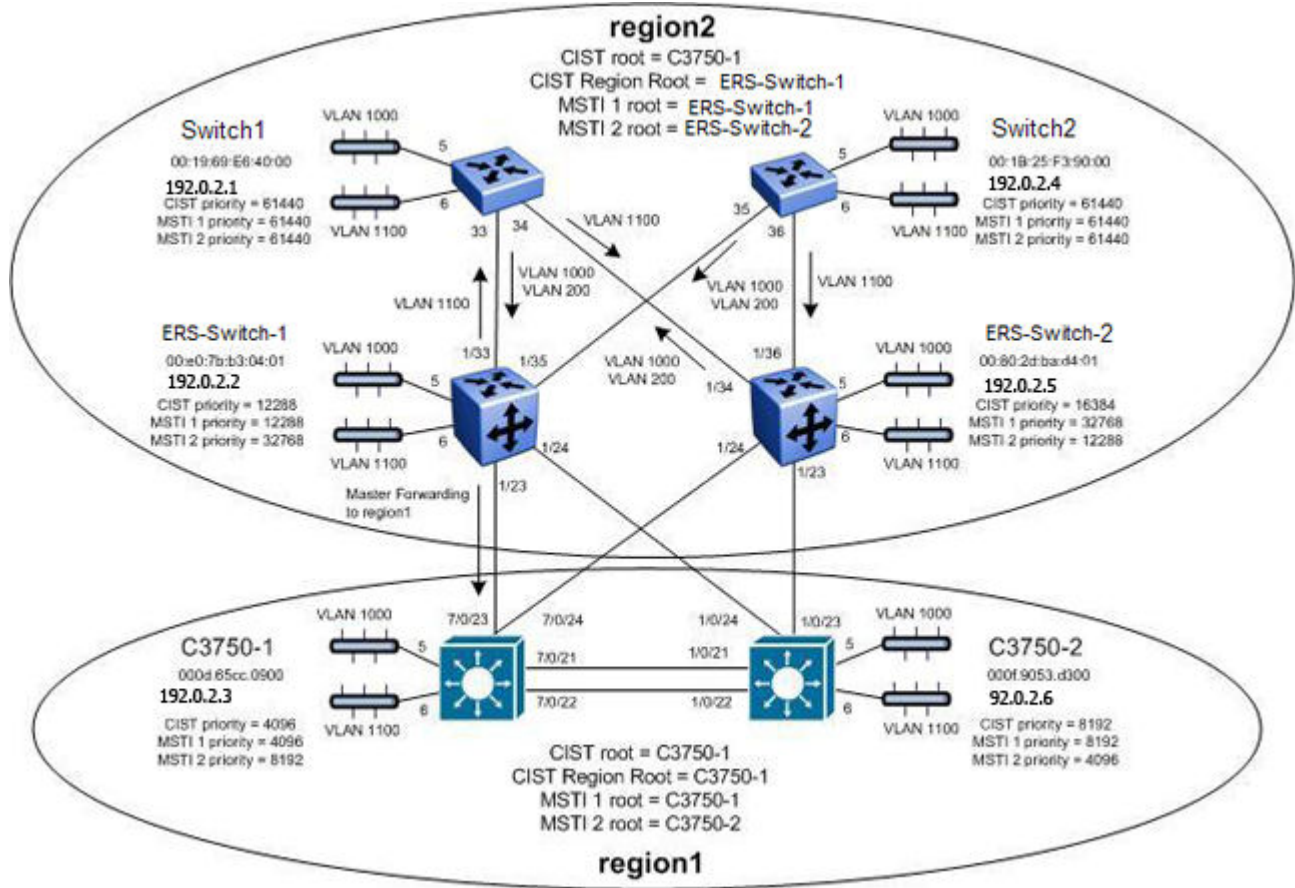 region2
CIST root = C3750-1
CIST Region Root = ERS-Switch-1
MSTI 1 root = ERS-Switch-1
MSTI 2 root = ERS-Switch-2
Switch1
00:19:69:E6:40:00
192.0.2.1
CIST priority = 61440
MSTI 1 priority = 61440
MSTI 2 priority = 61440
VLAN 1000
5
6
VLAN 1100
33
34
VLAN 1100
VLAN 1000
VLAN 200
VLAN 1100
Switch2
00:1B:25:F3:90:00
192.0.2.4
CIST priority = 61440
MSTI 1 priority = 61440
MSTI 2 priority = 61440
VLAN 1000
5
6
VLAN 1100
35
36
VLAN 1000
VLAN 200
VLAN 1100
ERS-Switch-1
00:e0:7b:b3:04:01
192.0.2.2
CIST priority = 12288
MSTI 1 priority = 12288
MSTI 2 priority = 32768
VLAN 1000
5
6
VLAN 1100
1/33
1/35
1/24
1/23
Master Forwarding
to region1
VLAN 1000
VLAN 200
1/34
1/36
ERS-Switch-2
00:80:2d:ba:d4:01
192.0.2.5
CIST priority = 16384
MSTI 1 priority = 32768
MSTI 2 priority = 12288
VLAN 1000
5
6
VLAN 1100
1/24
1/23
C3750-1
000d.65cc.0900
192.0.2.3
CIST priority = 4096
MSTI 1 priority = 4096
MSTI 2 priority = 8192
VLAN 1000
5
6
VLAN 1100
7/0/23
7/0/24
7/0/21
7/0/22
1/0/24
1/0/23
1/0/21
1/0/22
C3750-2
000f.9053.d300
92.0.2.6
CIST priority = 8192
MSTI 1 priority = 8192
MSTI 2 priority = 4096
VLAN 1000
5
6
VLAN 1100
CIST root = C3750-1
CIST Region Root = C3750-1
MSTI 1 root = C3750-1
MSTI 2 root = C3750-2
region1